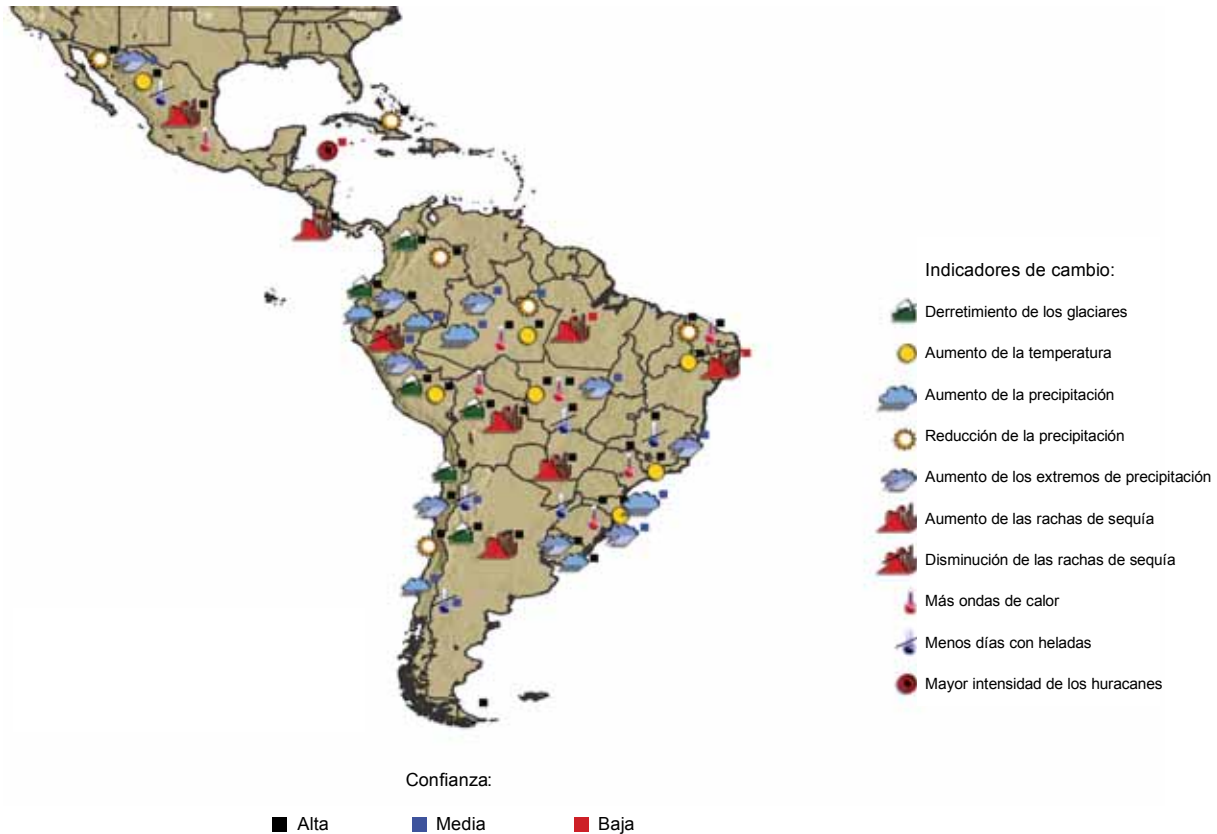 Indicadores de cambio:
Derretimiento de los glaciares
Aumento de la temperatura
Aumento de la precipitación
Reducción de la precipitación
Aumento de los extremos de precipitación
Aumento de las rachas de sequía
Disminución de las rachas de sequía
Más ondas de calor
Menos días con heladas
Mayor intensidad de los huracanes
Confianza:
Alta Media Baja